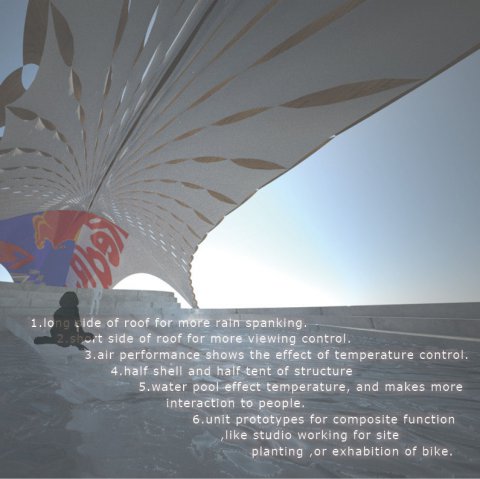 1.long side of roof for more rain spanking.
2.short side of roof for more viewing control.
3.air performance shows the effect of temperature control.
4.half shell and half tent of structure
5.water pool effect temperature, and makes more
interaction to people.
6.unit prototypes for composite function
,like studio working for site
planting ,or exhabition of bike.